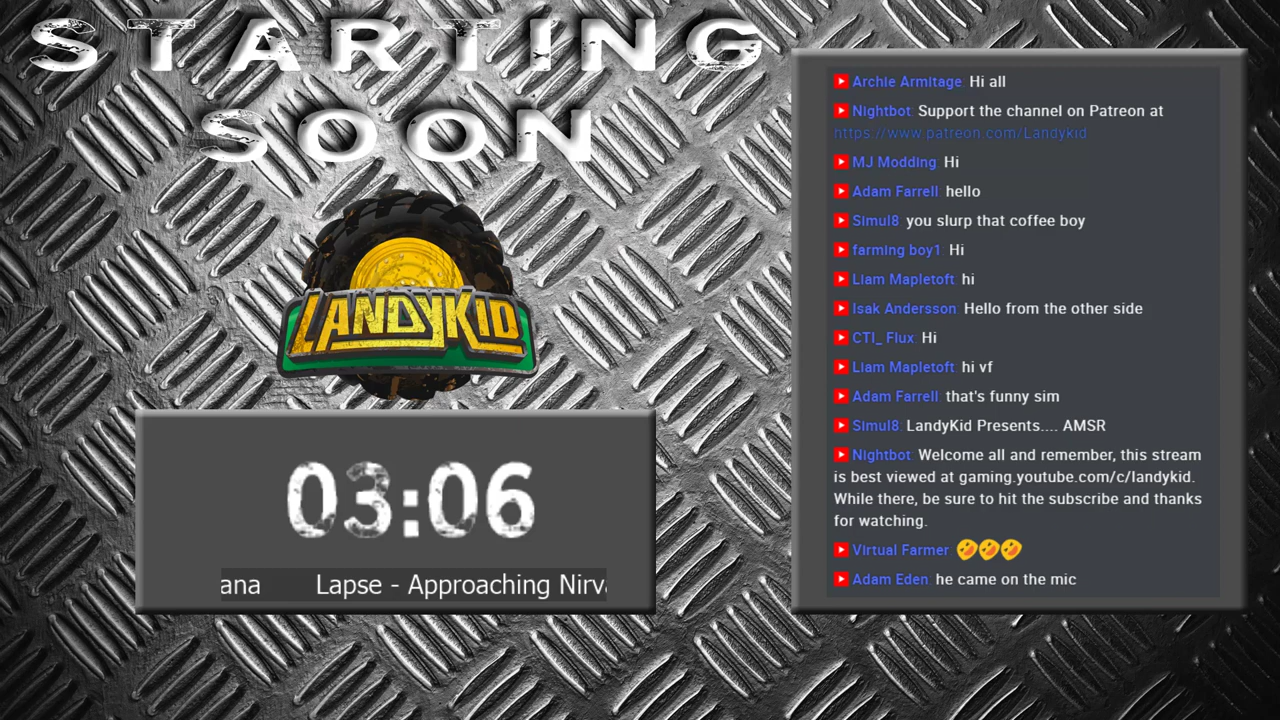 STARTING
SOON
LANDYKID
03:06
ana Lapse - Approaching Nirva
Archie Armitage: Hi all
Nightbot: Support the channel on Patreon at
https://www.patreon.com/Landykid
MJ Modding: Hi
Adam Farrell: hello
Simul8: you slurp that coffee boy
farming boy1: Hi
Liam Mapletoft: hi
Isak Andersson: Hello from the other side
CTI_ Flux: Hi
Liam Mapletoft: hi vf
Adam Farrell: that's funny sim
Simul8: LandyKid Presents.... AMSR
Nightbot: Welcome all and remember, this stream
is best viewed at gaming.youtube.com/c/landykid.
While there, be sure to hit the subscribe and thanks
for watching.
Virtual Farmer: 🤣🤣🤣
Adam Eden: he came on the mic